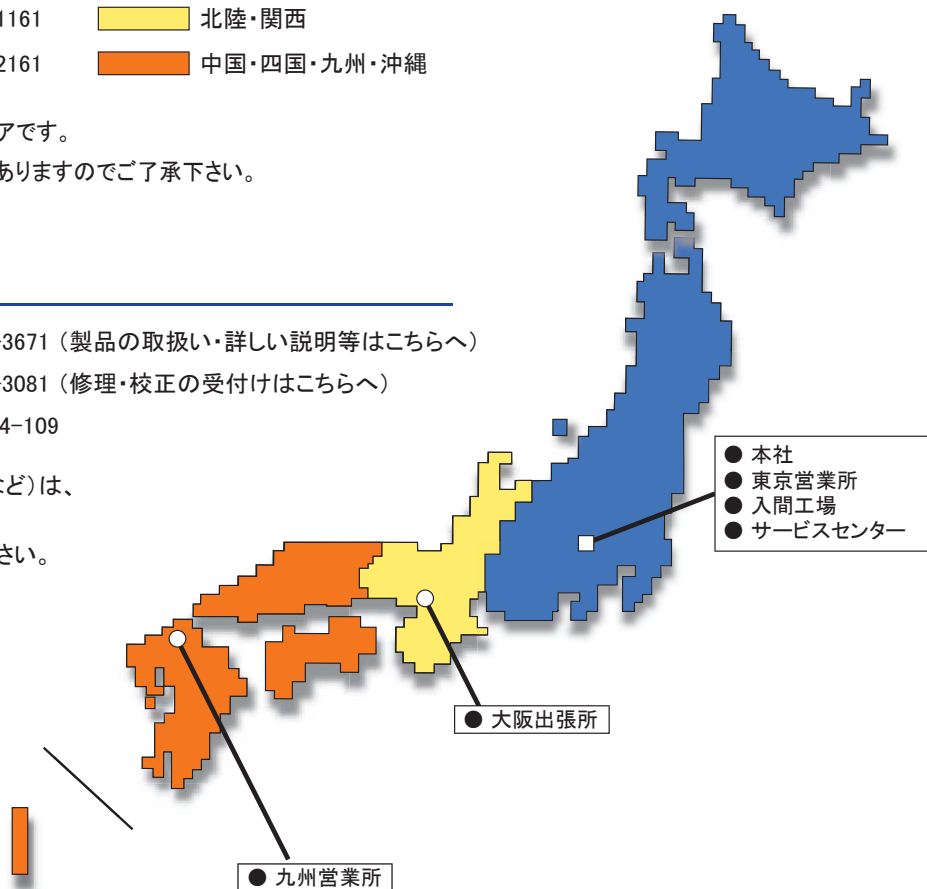 1161 北陸・関西
2161 中国・四国・九州・沖縄
アです。
ありますのでご了承下さい。
-3671 (製品の取扱い・詳しい説明等はこちらへ)
-3081 (修理・校正の受付けはこちらへ)
4-109
など)は、
さい。
● 本社
● 東京営業所
● 入間工場
● サービスセンター
● 大阪出張所
● 九州営業所